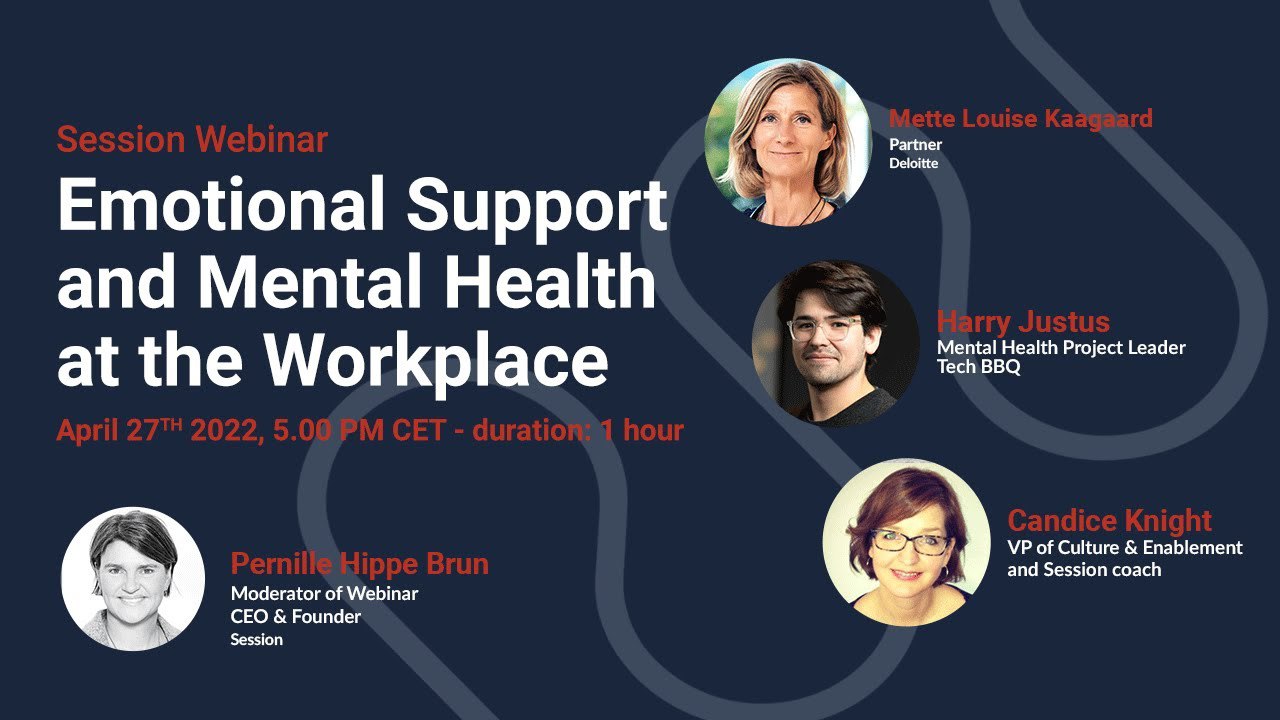 Session Webinar
Emotional Support
and Mental Health
at the Workplace
April 27TH 2022, 5.00 PM CET - duration: 1 hour
Mette Louise Kaagaard
Partner
Deloitte
Harry Justus
Mental Health Project Leader
Tech BBQ
Candice Knight
VP of Culture & Enablement
and Session coach
Pernille Hippe Brun
Moderator of Webinar
CEO & Founder
Session